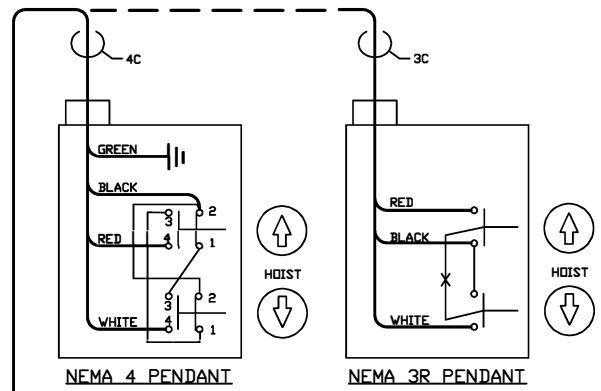 4C
3C
GREEN
BLACK
3
2
RED
4
1
HOIST
3
2
WHITE
4
1
NEMA 4 PENDANT
RED
BLACK
HOIST
WHITE
NEMA 3R PENDANT